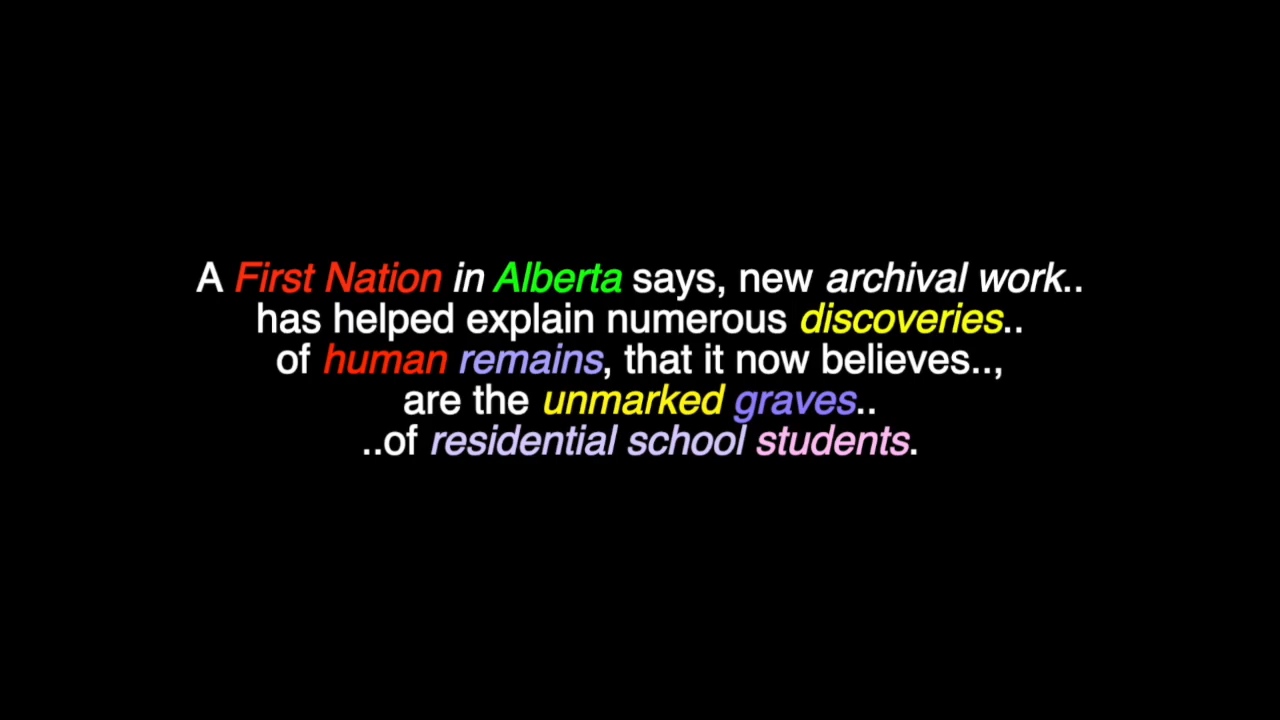 A First Nation in Alberta says, new archival work..
has helped explain numerous discoveries..
of human remains, that it now believes..,
are the unmarked graves..
..of residential school students.